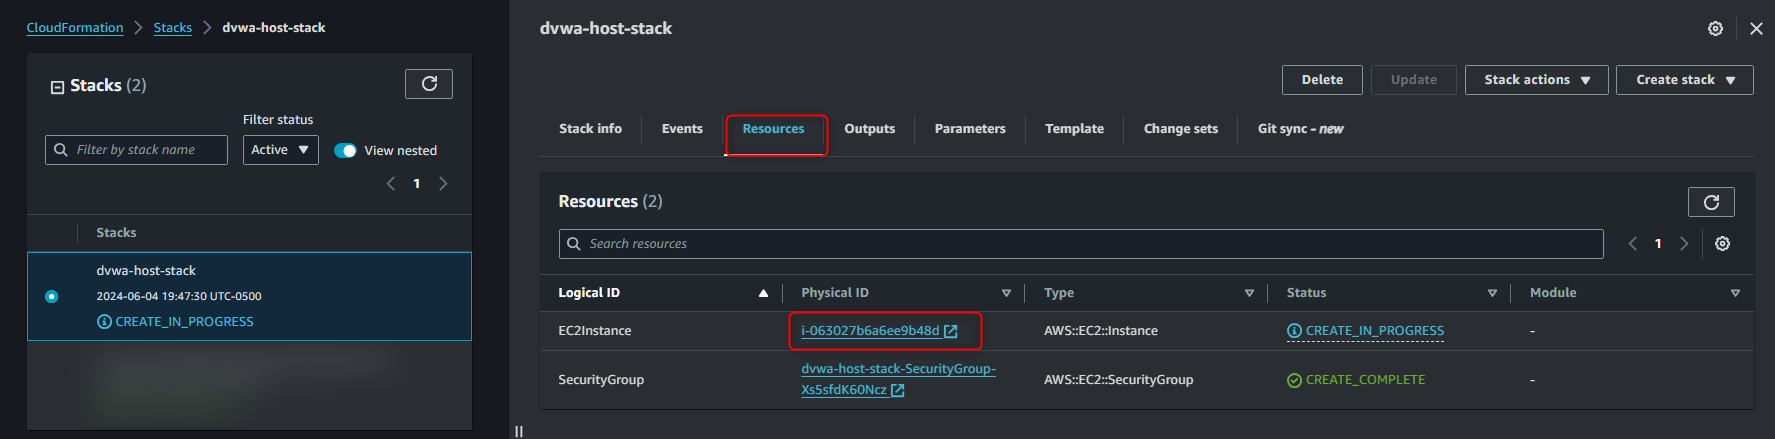 CloudFormation > Stacks > dvwa-host-stack
Stacks (2)
Filter status
Filter by stack name
Active
View nested
1
Stacks
dvwa-host-stack
2024-06-04 19:47:30 UTC-0500
CREATE_IN_PROGRESS
dvwa-host-stack
Delete Update Stack actions Create stack
Stack info Events Resources Outputs Parameters Template Change sets Git sync - new
Resources (2)
Search resources
1
Logical ID Physical ID Type Status Module
EC2Instance i-063027b6a6ee9b48d AWS::EC2::Instance CREATE_IN_PROGRESS -
SecurityGroup dvwa-host-stack-SecurityGroup- AWS::EC2::SecurityGroup CREATE_COMPLETE -
Xs5sfdK60Ncz